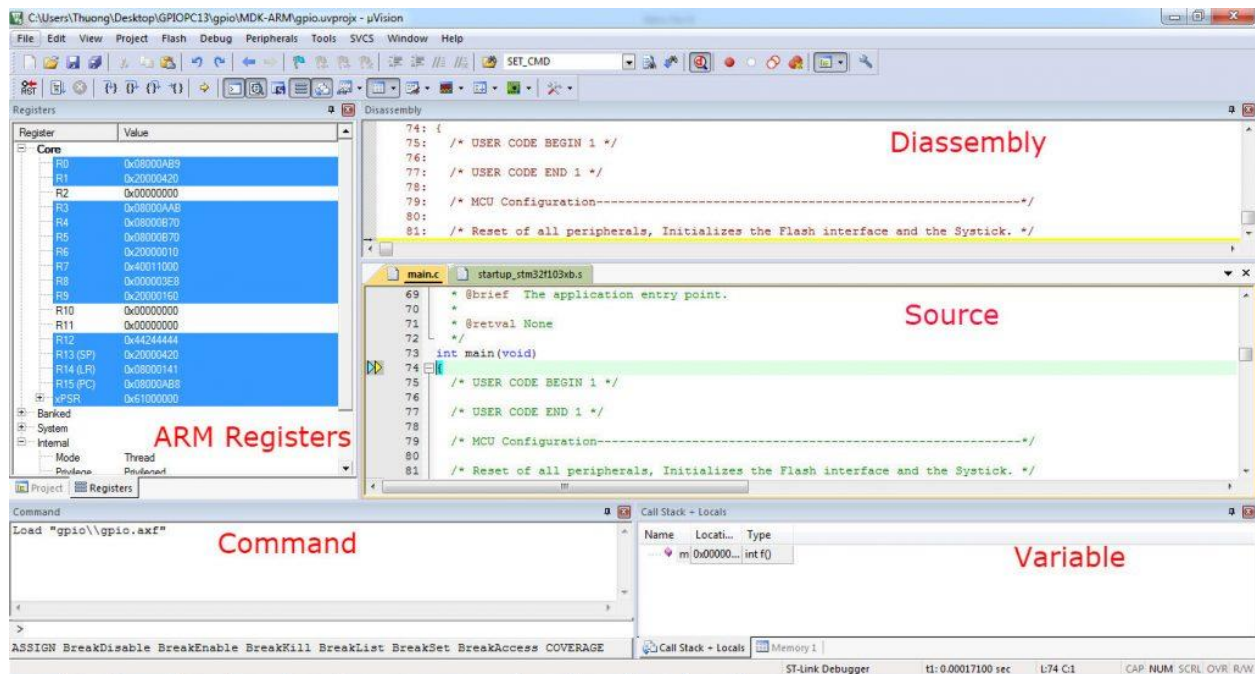 C:\Users\Thuong\Desktop\GPIOPC13\gpio\MDK-ARM\gpio.uvprojx - µVision
File Edit View Project Flash Debug Peripherals Tools SVCS Window Help
SET_CMD
Registers
Register Value
Core
R0 0x08000AB9
R1 0x20000420
R2 0x00000000
R3 0x08000AAB
R4 0x08000B70
R5 0x08000B70
R6 0x20000010
R7 0x40011000
R8 0x000003E8
R9 0x20000160
R10 0x00000000
R11 0x00000000
R12 0x44244444
R13 (SP) 0x20000420
R14 (LR) 0x08000141
R15 (PC) 0x08000AB8
xPSR 0x61000000
Banked
System
Internal
Mode Thread
Privilege Privileged
ARM Registers
Project Registers
Disassembly
74: {
75: /* USER CODE BEGIN 1 */
76:
77: /* USER CODE END 1 */
78:
79: /* MCU Configuration-----------------------------------------------------------*/
80:
81: /* Reset of all peripherals, Initializes the Flash interface and the Systick. */
Diassembly
main.c startup_stm32f103xb.s
69 * @brief The application entry point.
70 *
71 * @retval None
72 */
73 int main(void)
74 {
75 /* USER CODE BEGIN 1 */
76
77 /* USER CODE END 1 */
78
79 /* MCU Configuration-----------------------------------------------------------*/
80
81 /* Reset of all peripherals, Initializes the Flash interface and the Systick. */
Source
Command
Load "gpio\\gpio.axf"
Command
>
ASSIGN BreakDisable BreakEnable BreakKill BreakList BreakSet BreakAccess COVERAGE
Call Stack + Locals
Name Locati... Type
m 0x00000... int f()
Variable
Call Stack + Locals Memory 1
ST-Link Debugger t1: 0.00017100 sec L:74 C:1 CAP NUM SCRL OVR R/W